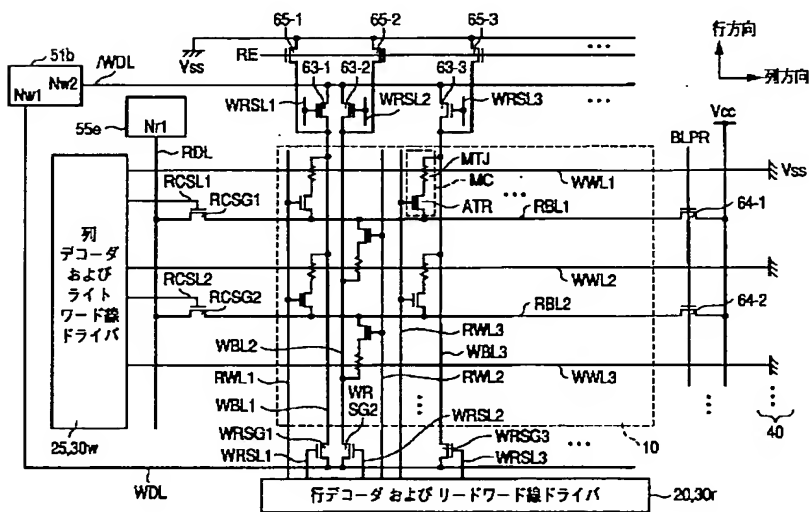 65-1 65-2 65-3
行方向
列方向
RE
Vss
51b
/WDL
Nw2
Nw1
63-1 63-2 63-3
WRSL1
WRSL2
WRSL3
Vcc
BLPR
55e
Nr1
RDL
MTJ
MC
ATR
Vss
WWL1
RCSL1
RCSG1
RBL1
64-1
列
デコーダ
および
ライト
ワード線
ドライバ
WWL2
RCSL2
RCSG2
RBL2
64-2
WBL2
RWL3
WBL3
RWL1
WR
SG2
RWL2
WWL3
WBL1
WRSL2
25,30w
WRSG1
WRSG3
10
40
WRSL1
WRSL3
WDL
行デコーダ および リードワード線ドライバ
20,30r